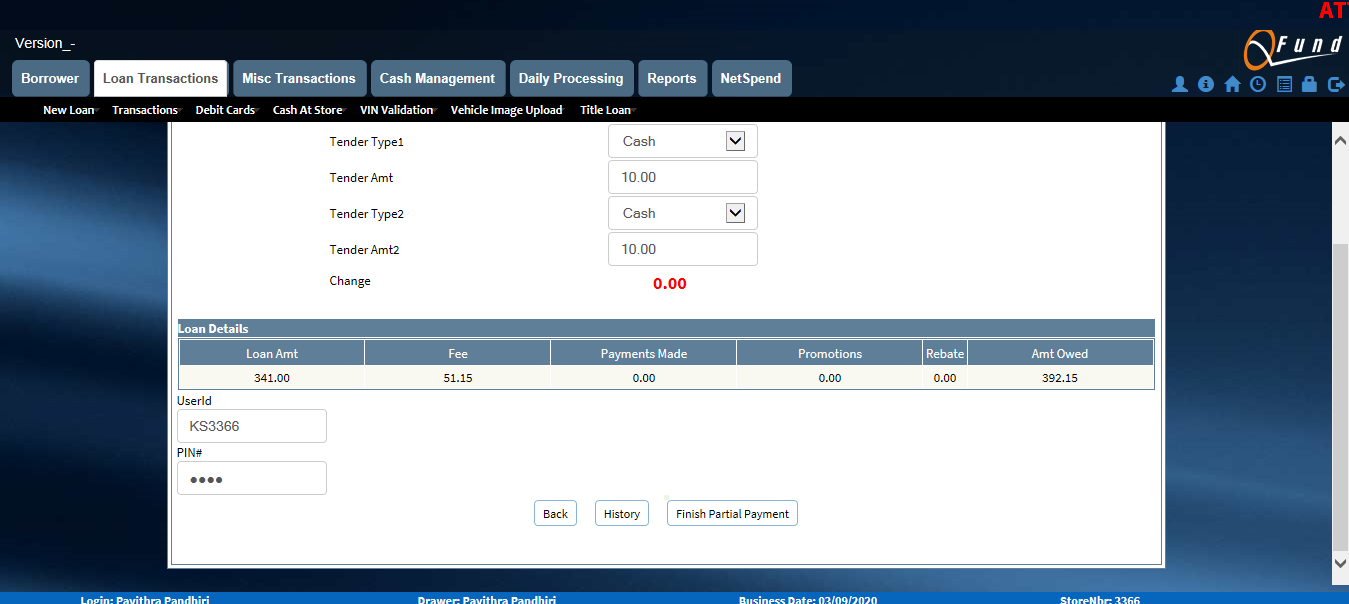 AT
Version_-
Fund
Borrower Loan Transactions Misc Transactions Cash Management Daily Processing Reports NetSpend
New Loan Transactions Debit Cards Cash At Store VIN Validation Vehicle Image Upload Title Loan
Tender Type1 Cash
Tender Amt 10.00
Tender Type2 Cash
Tender Amt2 10.00
Change 0.00
Loan Details
Loan Amt Fee Payments Made Promotions Rebate Amt Owed
341.00 51.15 0.00 0.00 0.00 392.15
UserId
KS3366
PIN#
●●●●
Back History Finish Partial Payment
Login: Pavithra Pandhiri Drawer: Pavithra Pandhiri Business Date: 03/09/2020 StoreNbr: 3366